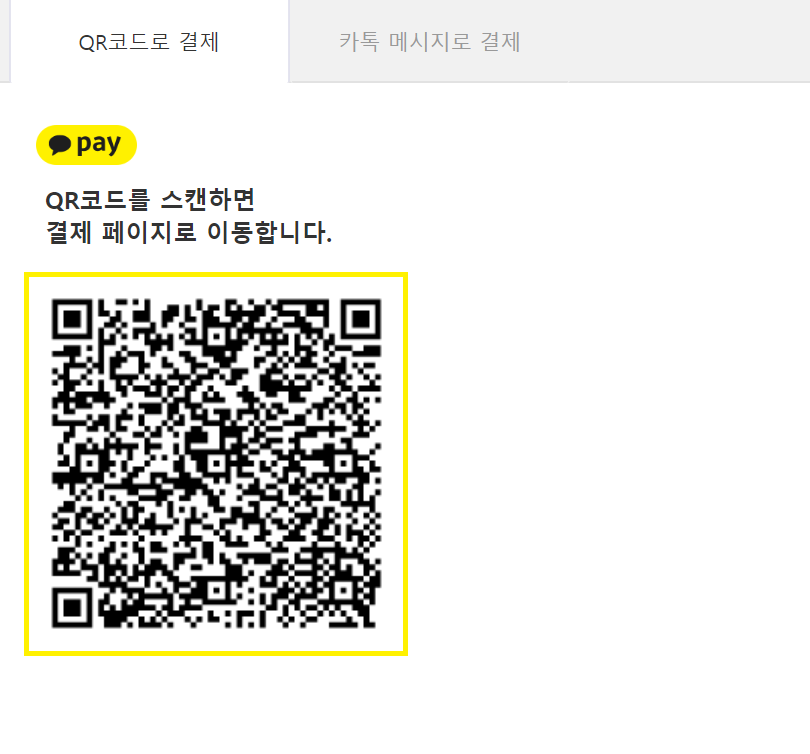 QR코드로 결제
카톡 메시지로 결제
pay
QR코드를 스캔하면
결제 페이지로 이동합니다.